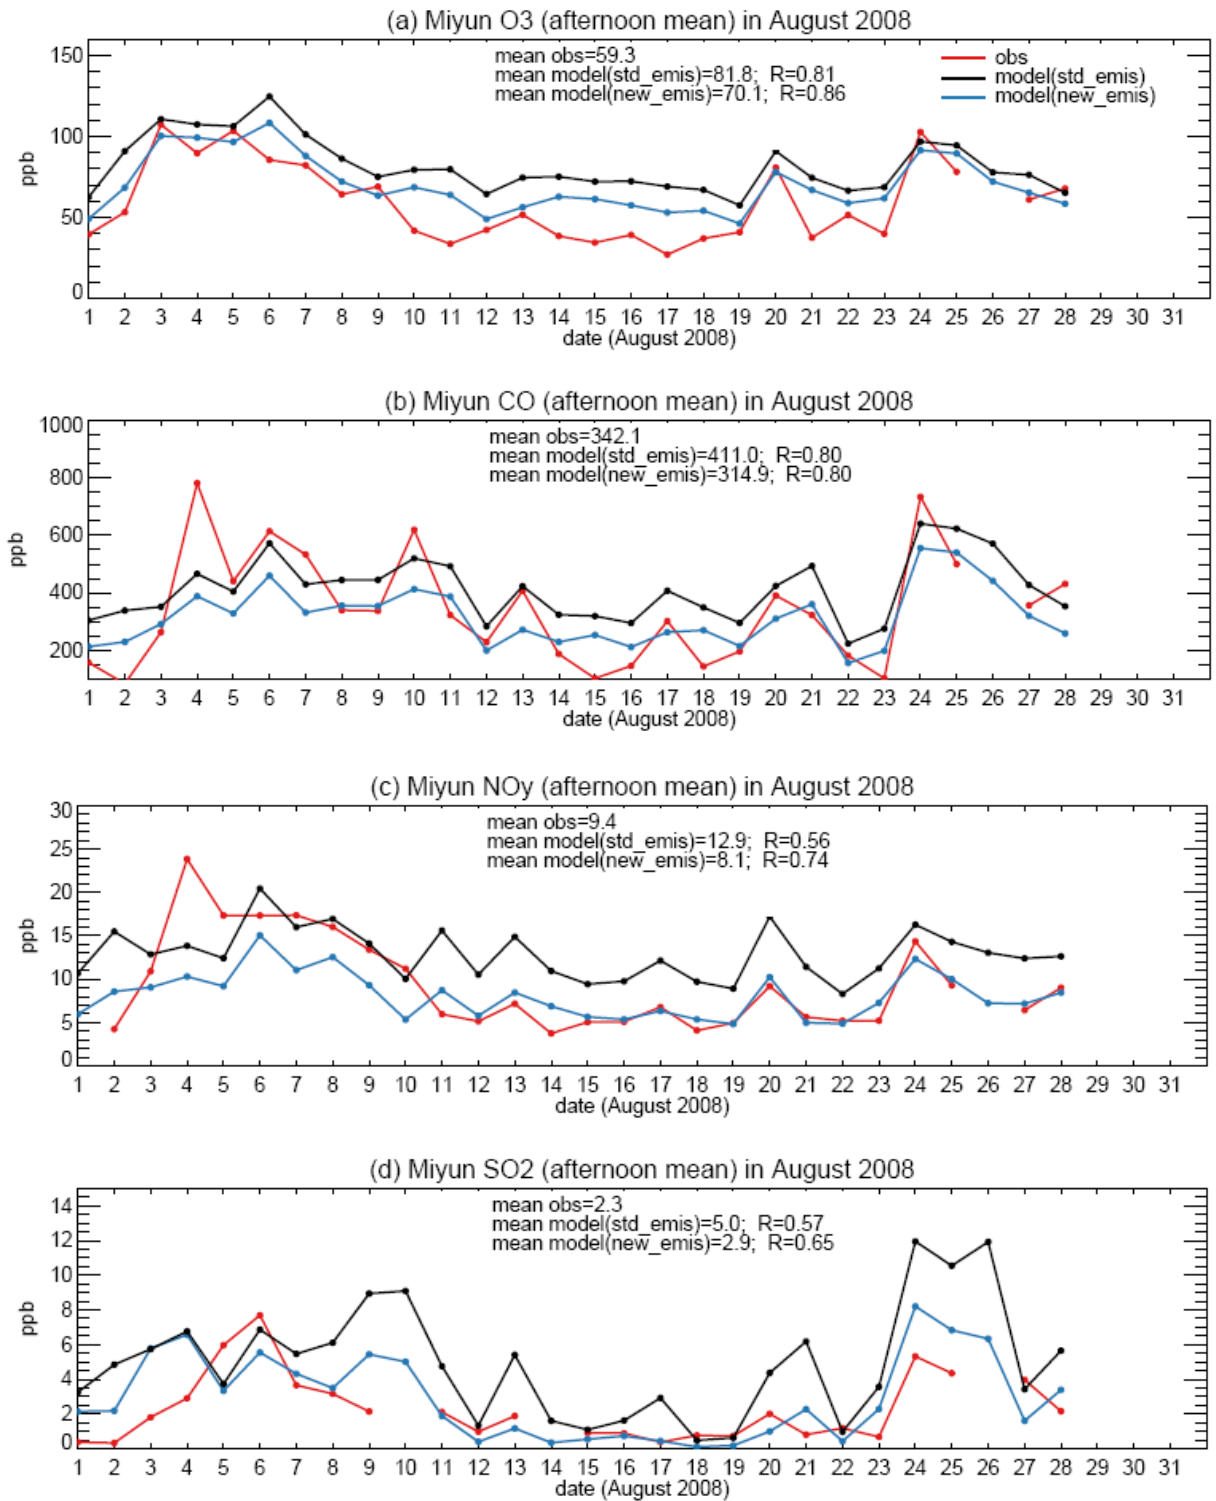 (a) Miyun O3 (afternoon mean) in August 2008
mean obs=59.3
mean model(std_emis)=81.8;  R=0.81
mean model(new_emis)=70.1;  R=0.86
obs
model(std_emis)
model(new_emis)
150
100
50
0
ppb
1 2 3 4 5 6 7 8 9 10 11 12 13 14 15 16 17 18 19 20 21 22 23 24 25 26 27 28 29 30 31
date (August 2008)
(b) Miyun CO (afternoon mean) in August 2008
mean obs=342.1
mean model(std_emis)=411.0;  R=0.80
mean model(new_emis)=314.9;  R=0.80
1000
800
600
400
200
ppb
1 2 3 4 5 6 7 8 9 10 11 12 13 14 15 16 17 18 19 20 21 22 23 24 25 26 27 28 29 30 31
date (August 2008)
(c) Miyun NOy (afternoon mean) in August 2008
mean obs=9.4
mean model(std_emis)=12.9;  R=0.56
mean model(new_emis)=8.1;  R=0.74
30
25
20
15
10
5
0
ppb
1 2 3 4 5 6 7 8 9 10 11 12 13 14 15 16 17 18 19 20 21 22 23 24 25 26 27 28 29 30 31
date (August 2008)
(d) Miyun SO2 (afternoon mean) in August 2008
mean obs=2.3
mean model(std_emis)=5.0;  R=0.57
mean model(new_emis)=2.9;  R=0.65
14
12
10
8
6
4
2
0
ppb
1 2 3 4 5 6 7 8 9 10 11 12 13 14 15 16 17 18 19 20 21 22 23 24 25 26 27 28 29 30 31
date (August 2008)